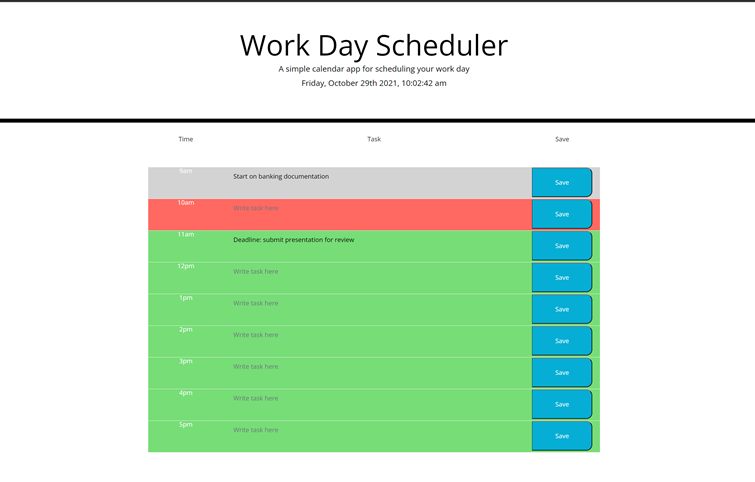 Work Day Scheduler
A simple calendar app for scheduling your work day
Friday, October 29th 2021, 10:02:42 am
Time Task Save
9am Start on banking documentation Save
10am Write task here Save
11am Deadline: submit presentation for review Save
12pm Write task here Save
1pm Write task here Save
2pm Write task here Save
3pm Write task here Save
4pm Write task here Save
5pm Write task here Save